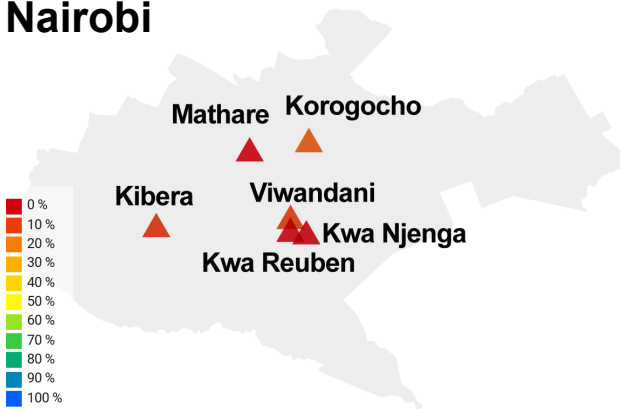 Nairobi
Mathare
Korogocho
Kibera
Viwandani
Kwa Njenga
Kwa Reuben
0 %
10 %
20 %
30 %
40 %
50 %
60 %
70 %
80 %
90 %
100 %